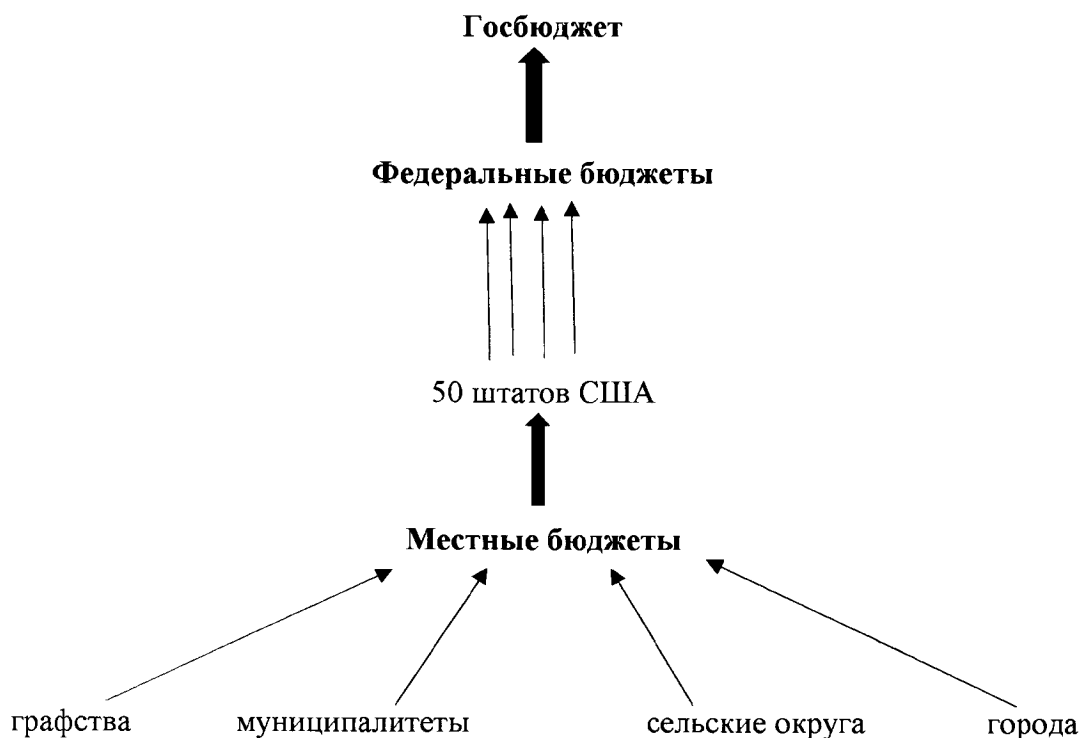 Госбюджет
Федеральные бюджеты
50 штатов США
Местные бюджеты
графства муниципалитеты сельские округа города